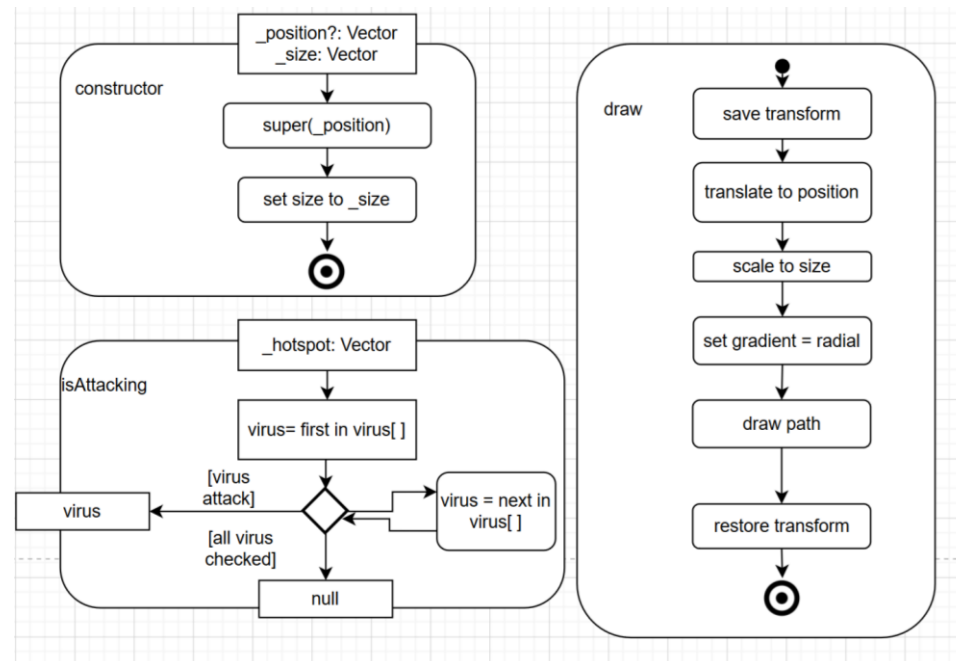 _position?: Vector
_size: Vector
constructor
super(_position)
set size to _size
_hotspot: Vector
isAttacking
virus= first in virus[ ]
[virus
attack]
virus
virus = next in
virus[ ]
[all virus
checked]
null
draw
save transform
translate to position
scale to size
set gradient = radial
draw path
restore transform